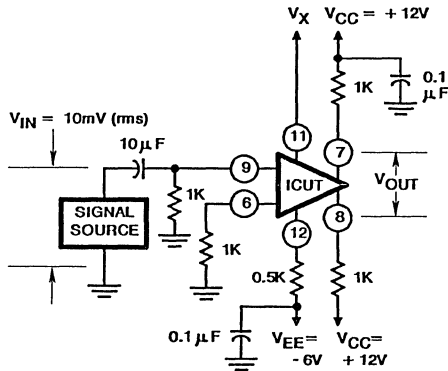 V_X V_CC = + 12V
1K
0.1
μF
V_IN = 10mV (rms)
10μF
11
7
9
ICUT
V_OUT
6
8
SIGNAL
SOURCE
1K
12
1K
0.5K
1K
0.1μF
V_EE =
- 6V
V_CC =
+ 12V